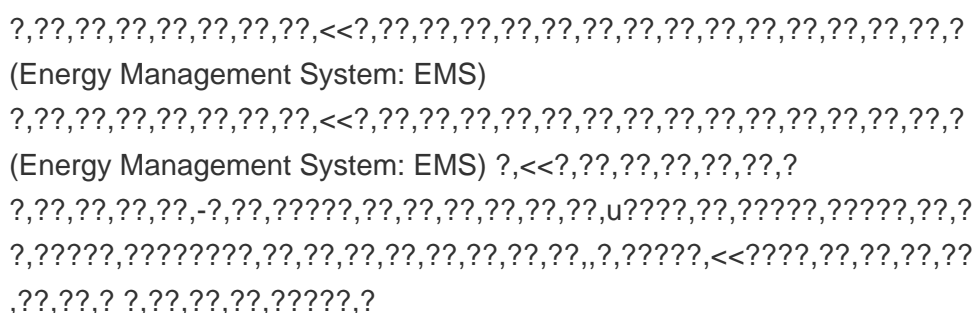 ?,??,??,??,??,??,??,??,<<?,??,??,??,??,??,??,??,??,??,??,??,??,??,?
(Energy Management System: EMS)
?,??,??,??,??,??,??,??,<<?,??,??,??,??,??,??,??,??,??,??,??,??,??,?
(Energy Management System: EMS) ?,<<?,??,??,??,??,??,?
?,??,??,??,??,-?,??,?????,??,??,??,??,??,??,u????,??,?????,?????,??,?
?,?????,????????,??,??,??,??,??,??,??,??,,?,?????,<<????,??,??,??,??
,??,??,? ?,??,??,??,?????,?